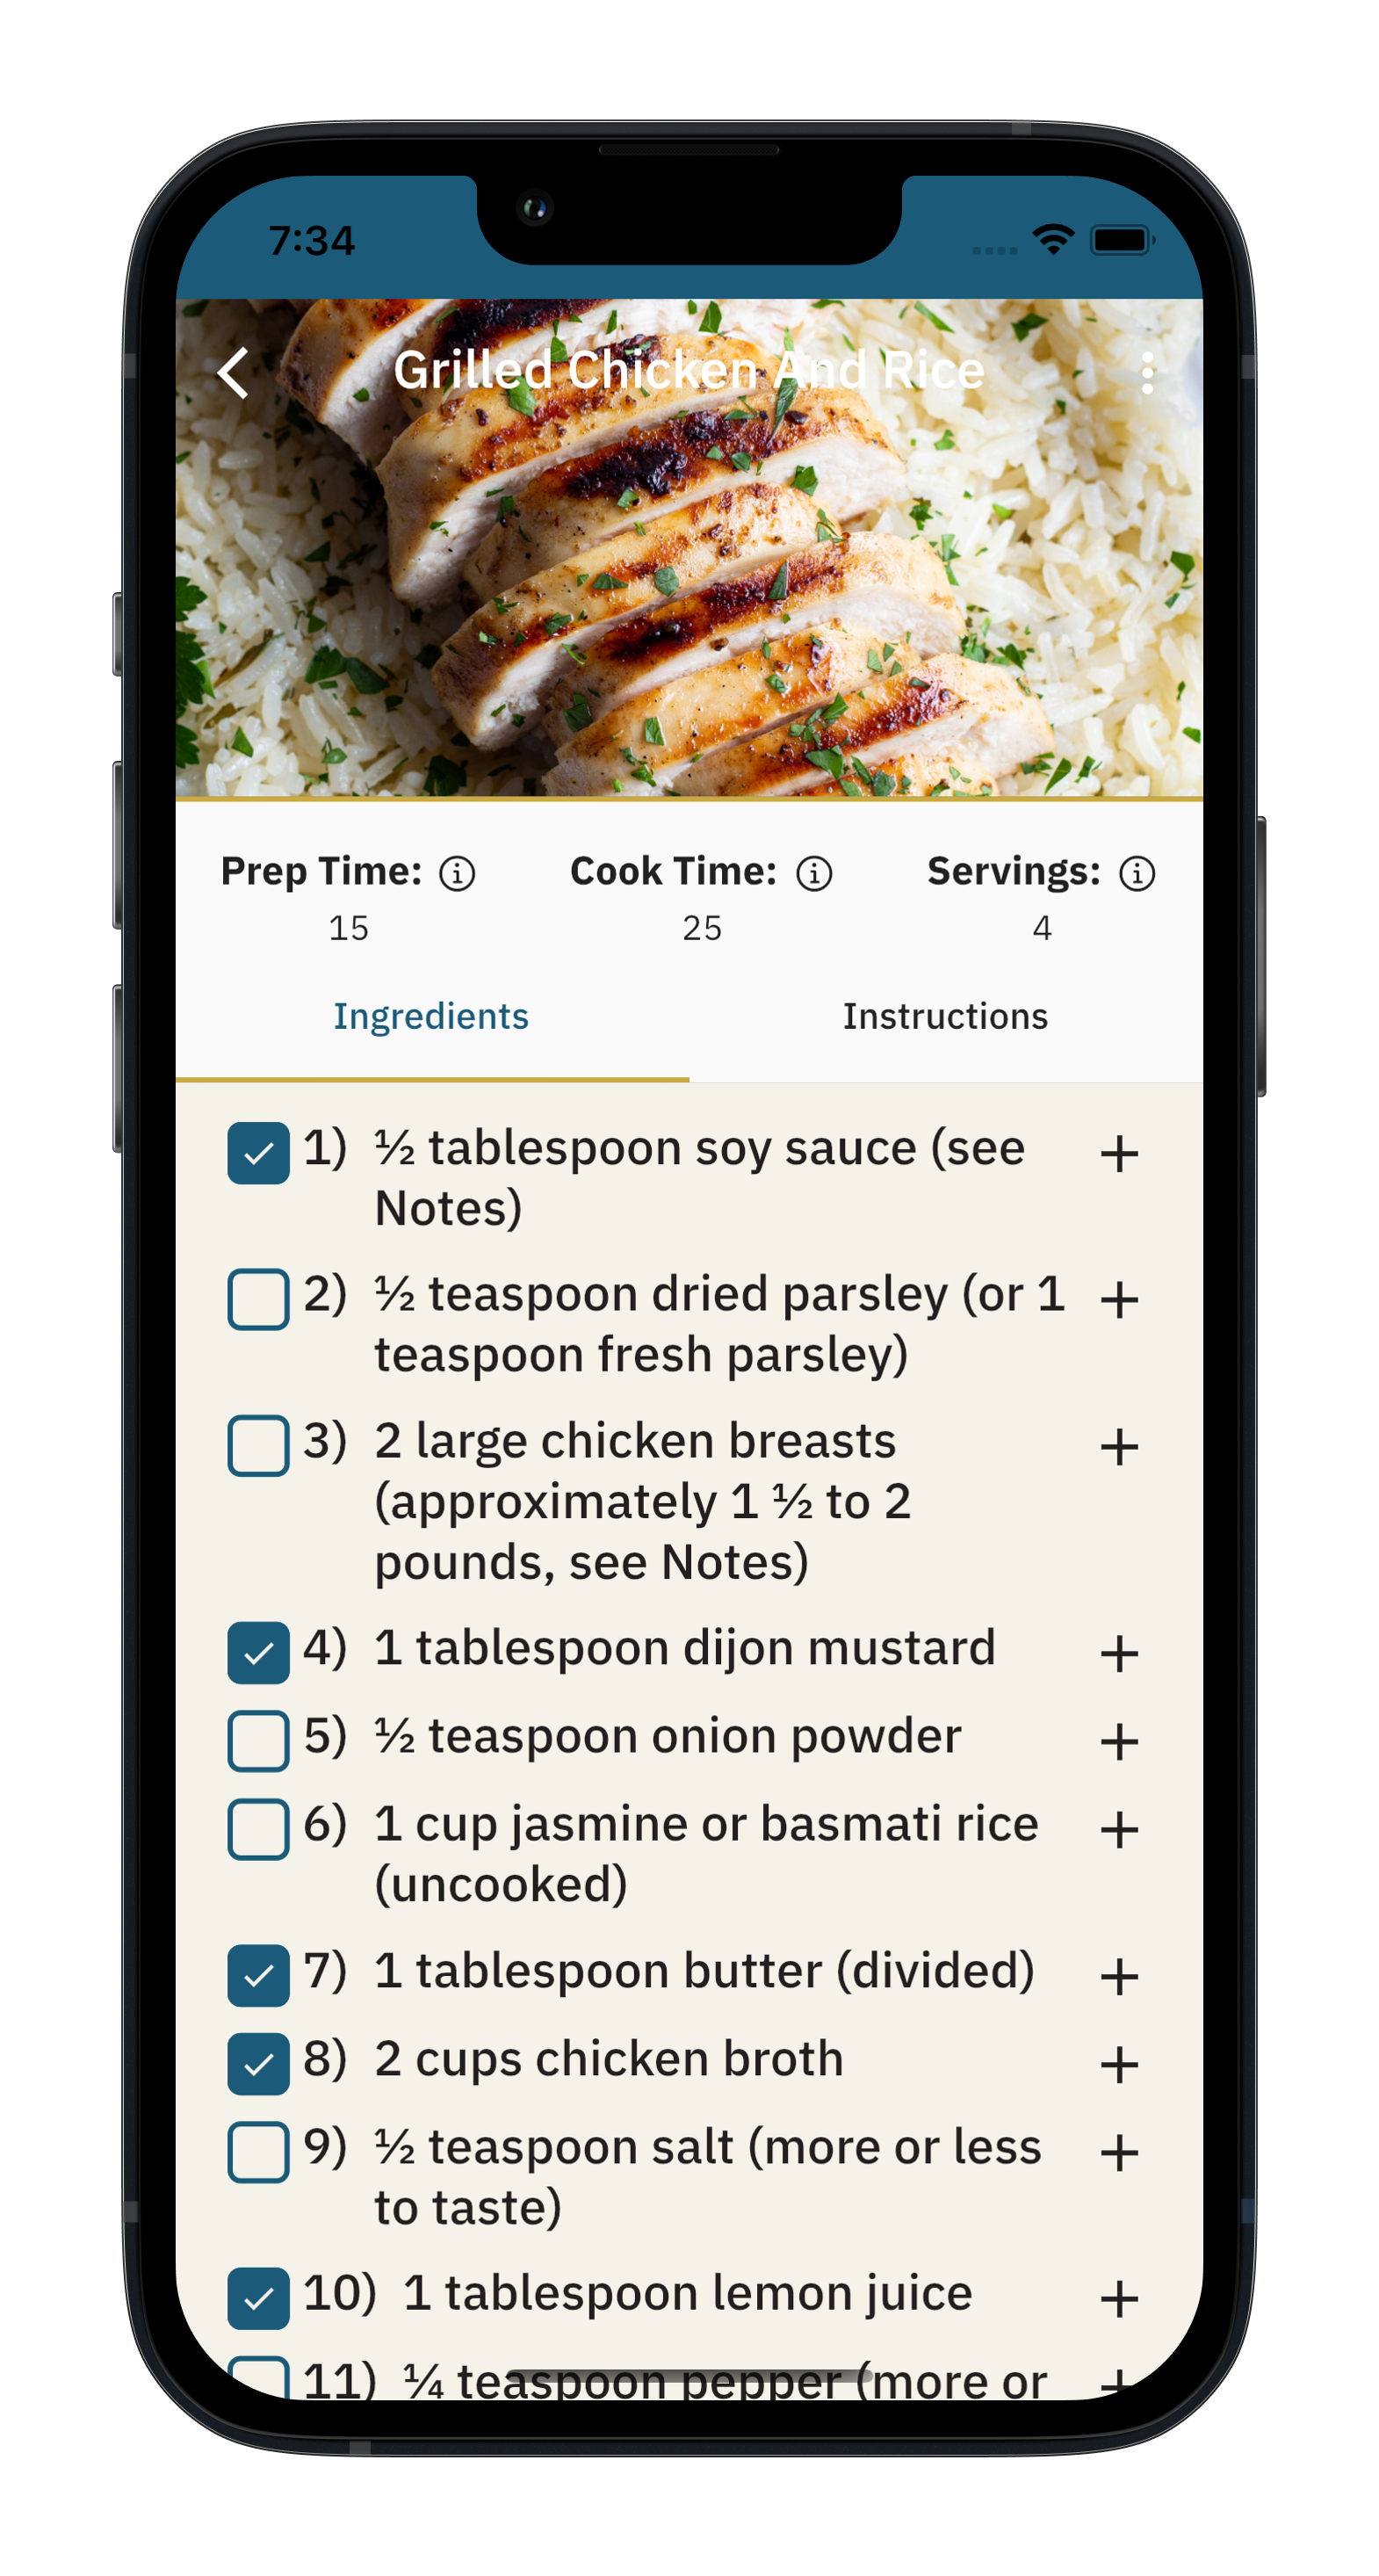 7:34
Grilled Chicken And Rice
Prep Time:
15
Cook Time:
25
Servings:
4
Ingredients
Instructions
1) ½ tablespoon soy sauce (see
Notes)
2) ½ teaspoon dried parsley (or 1
teaspoon fresh parsley)
3) 2 large chicken breasts
(approximately 1 ½ to 2
pounds, see Notes)
4) 1 tablespoon dijon mustard
5) ½ teaspoon onion powder
6) 1 cup jasmine or basmati rice
(uncooked)
7) 1 tablespoon butter (divided)
8) 2 cups chicken broth
9) ½ teaspoon salt (more or less
to taste)
10) 1 tablespoon lemon juice
11) ¼ teaspoon pepper (more or